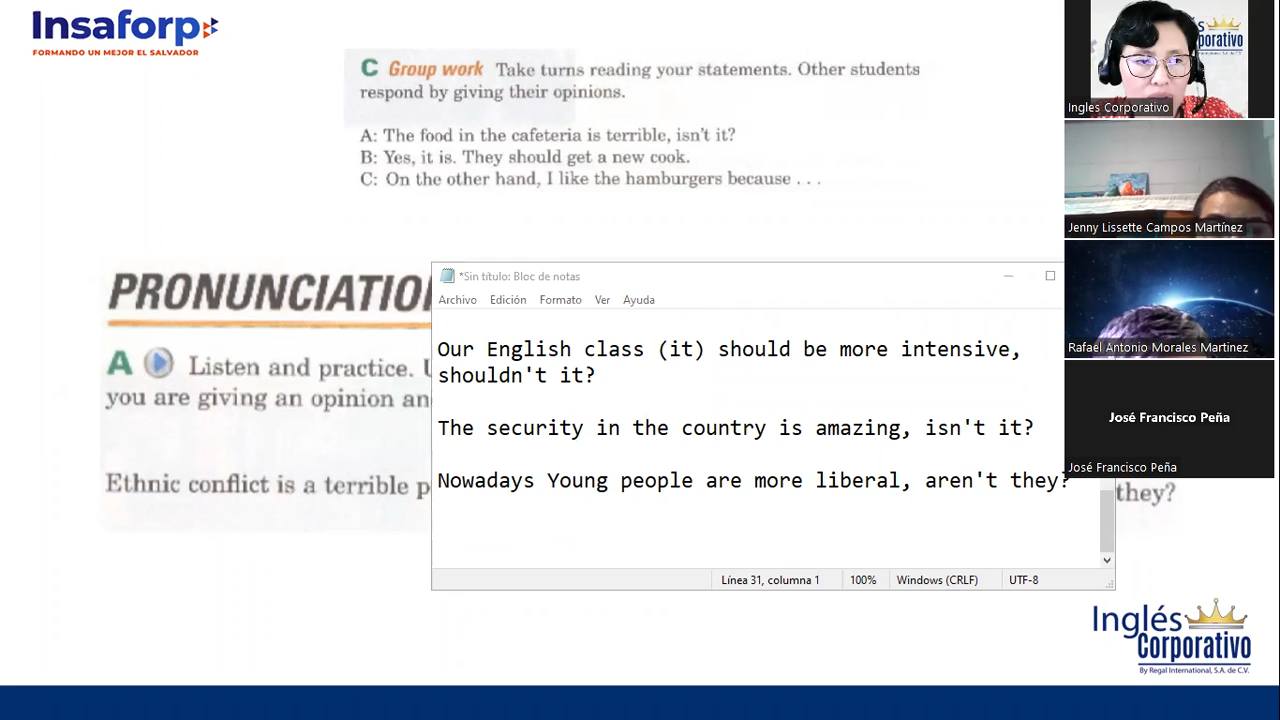 Insaforp
FORMANDO UN MEJOR EL SALVADOR
C Group work Take turns reading your statements. Other students
respond by giving their opinions.
A: The food in the cafeteria is terrible, isn't it?
B: Yes, it is. They should get a new cook.
C: On the other hand, I like the hamburgers because . . .
PRONUNCIATIO
A Listen and practice.
you are giving an opinion an
Ethnic conflict is a terrible p
they?
*Sin título: Bloc de notas
Archivo Edición Formato Ver Ayuda
Our English class (it) should be more intensive,
shouldn't it?
The security in the country is amazing, isn't it?
Nowadays Young people are more liberal, aren't they?
Línea 31, columna 1 100% Windows (CRLF) UTF-8
Ingles Corporativo
Jenny Lissette Campos Martínez
Rafael Antonio Morales Martinez
José Francisco Peña
José Francisco Peña
Inglés
Corporativo
By Regal International, S.A. de C.V.